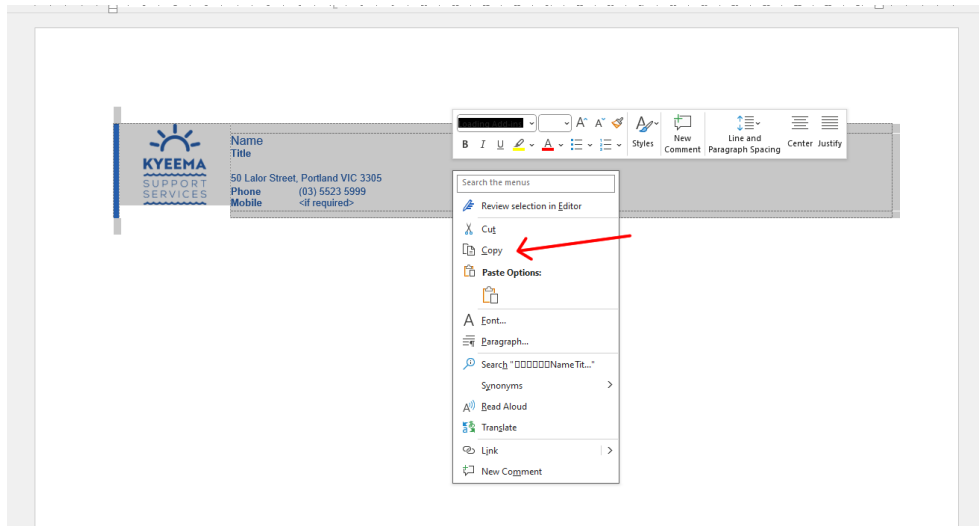 KYEEMA
SUPPORT
SERVICES
Name
Title
50 Lalor Street, Portland VIC 3305
Phone (03) 5523 5999
Mobile <if required>
A A Styles New Comment Line and Paragraph Spacing Center Justify
B I U A
Search the menus
Review selection in Editor
Cut
Copy
Paste Options:
Font...
Paragraph...
Search "▯▯▯▯▯▯NameTit..."
Synonyms
Read Aloud
Translate
Link
New Comment